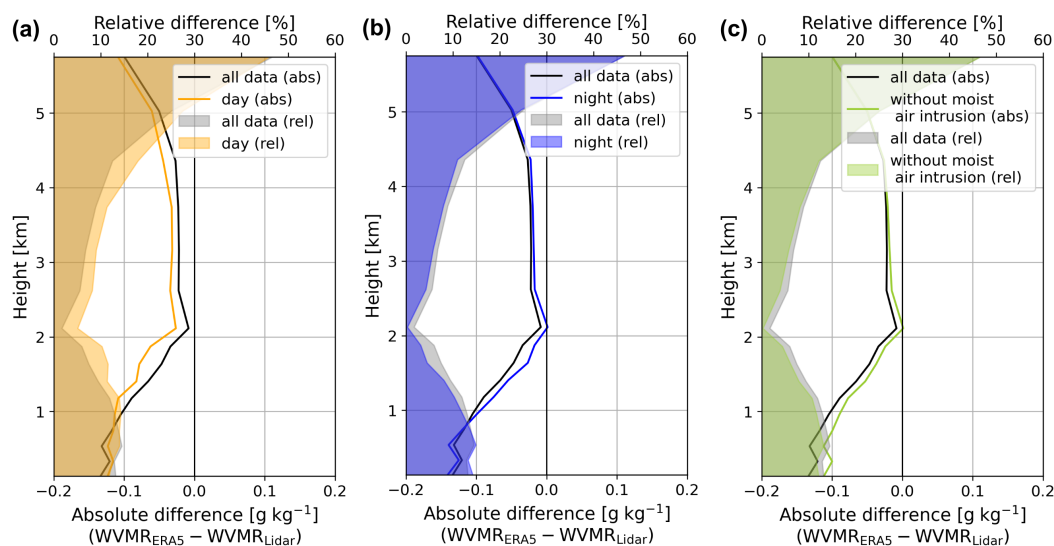 (a)
Relative difference [%]
0 10 20 30 40 50 60
all data (abs)
day (abs)
all data (rel)
day (rel)
Height [km]
5
4
3
2
1
−0.2 −0.1 0.0 0.1 0.2
Absolute difference [g kg⁻¹]
(WVMR_ERA5 − WVMR_Lidar)
(b)
Relative difference [%]
0 10 20 30 40 50 60
all data (abs)
night (abs)
all data (rel)
night (rel)
Height [km]
5
4
3
2
1
−0.2 −0.1 0.0 0.1 0.2
Absolute difference [g kg⁻¹]
(WVMR_ERA5 − WVMR_Lidar)
(c)
Relative difference [%]
0 10 20 30 40 50 60
all data (abs)
without moist
air intrusion (abs)
all data (rel)
without moist
air intrusion (rel)
Height [km]
5
4
3
2
1
−0.2 −0.1 0.0 0.1 0.2
Absolute difference [g kg⁻¹]
(WVMR_ERA5 − WVMR_Lidar)